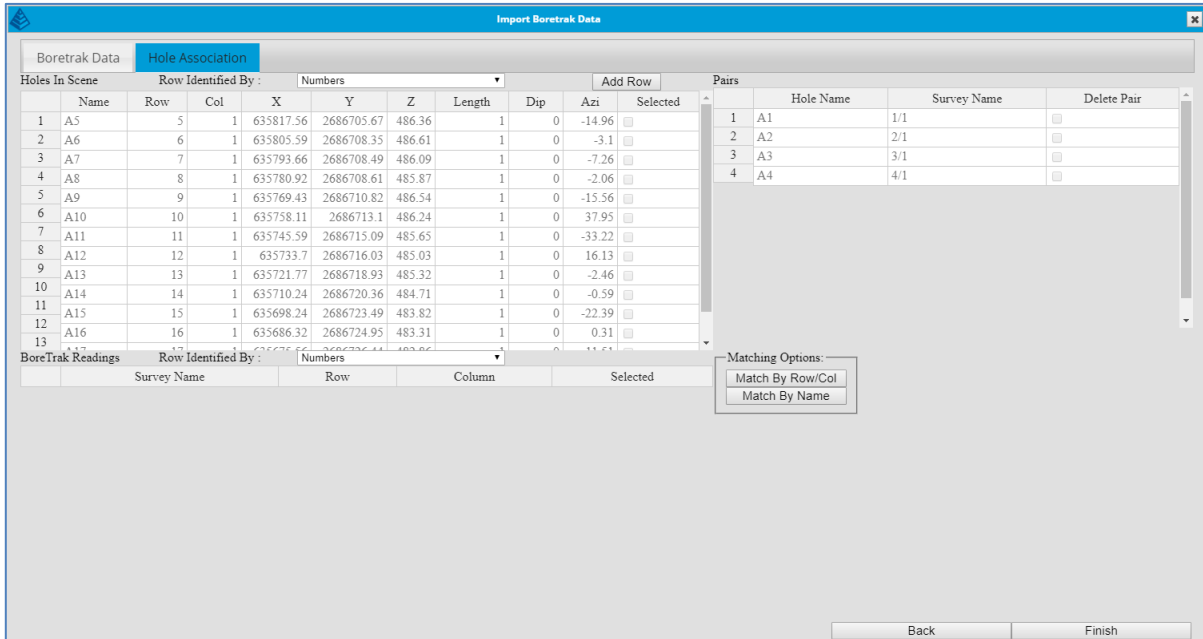 Import Boretrak Data
Boretrak Data Hole Association
Holes In Scene Row Identified By : Numbers Add Row
Name Row Col X Y Z Length Dip Azi Selected
1 A5 5 1 635817.56 2686705.67 486.36 1 0 -14.96
2 A6 6 1 635805.59 2686708.35 486.61 1 0 -3.1
3 A7 7 1 635793.66 2686708.49 486.09 1 0 -7.26
4 A8 8 1 635780.92 2686708.61 485.87 1 0 -2.06
5 A9 9 1 635769.43 2686710.82 486.54 1 0 -15.56
6 A10 10 1 635758.11 2686713.1 486.24 1 0 37.95
7 A11 11 1 635745.59 2686715.09 485.65 1 0 -33.22
8 A12 12 1 635733.7 2686716.03 485.03 1 0 16.13
9 A13 13 1 635721.77 2686718.93 485.32 1 0 -2.46
10 A14 14 1 635710.24 2686720.36 484.71 1 0 -0.59
11 A15 15 1 635698.24 2686723.49 483.82 1 0 -22.39
12 A16 16 1 635686.32 2686724.95 483.31 1 0 0.31
13
Pairs
Hole Name Survey Name Delete Pair
1 A1 1/1
2 A2 2/1
3 A3 3/1
4 A4 4/1
BoreTrak Readings Row Identified By : Numbers
Survey Name Row Column Selected
Matching Options:
Match By Row/Col
Match By Name
Back Finish